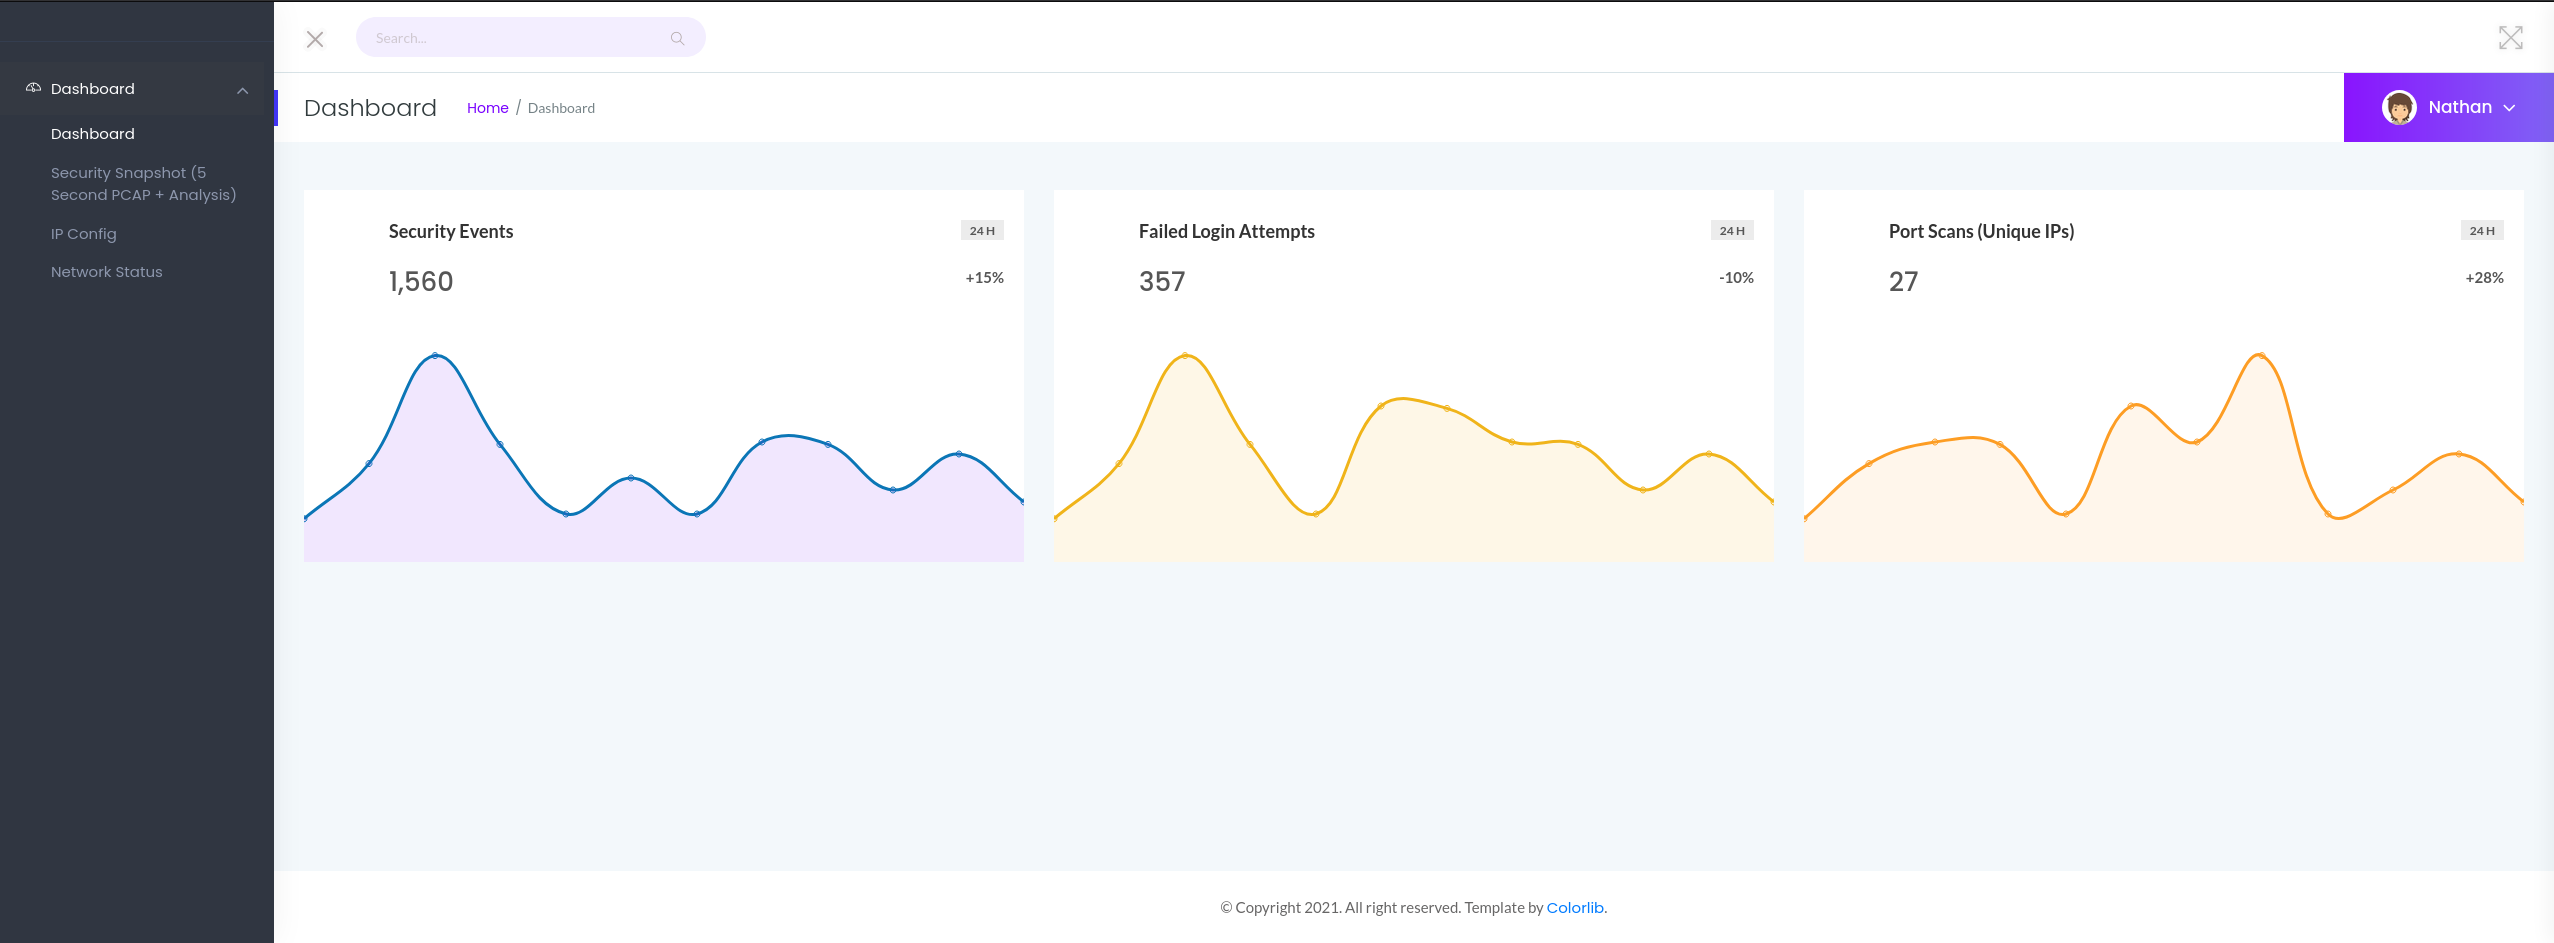 Search...
Dashboard
Dashboard
Security Snapshot (5
Second PCAP + Analysis)
IP Config
Network Status
Dashboard
Home / Dashboard
Nathan
Security Events
24 H
1,560
+15%
Failed Login Attempts
24 H
357
-10%
Port Scans (Unique IPs)
24 H
27
+28%
© Copyright 2021. All right reserved. Template by Colorlib.